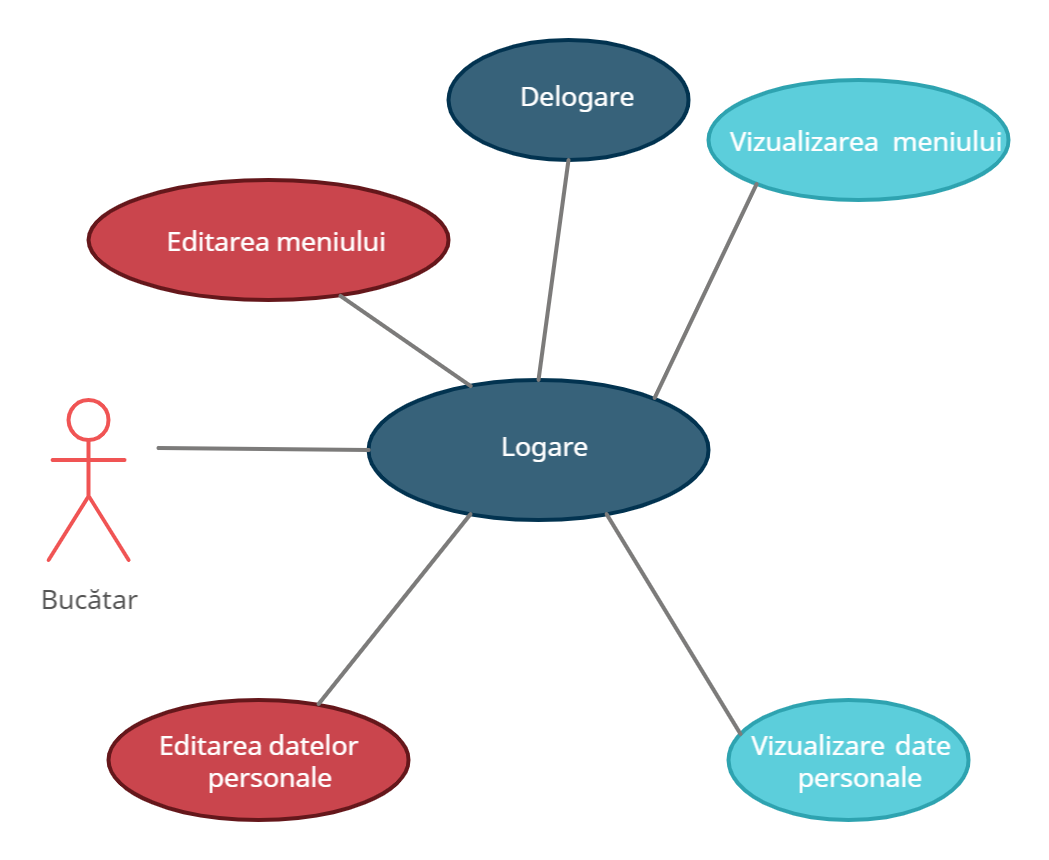 Delogare
Vizualizarea meniului
Editarea meniului
Logare
Bucătar
Editarea datelor
personale
Vizualizare date
personale